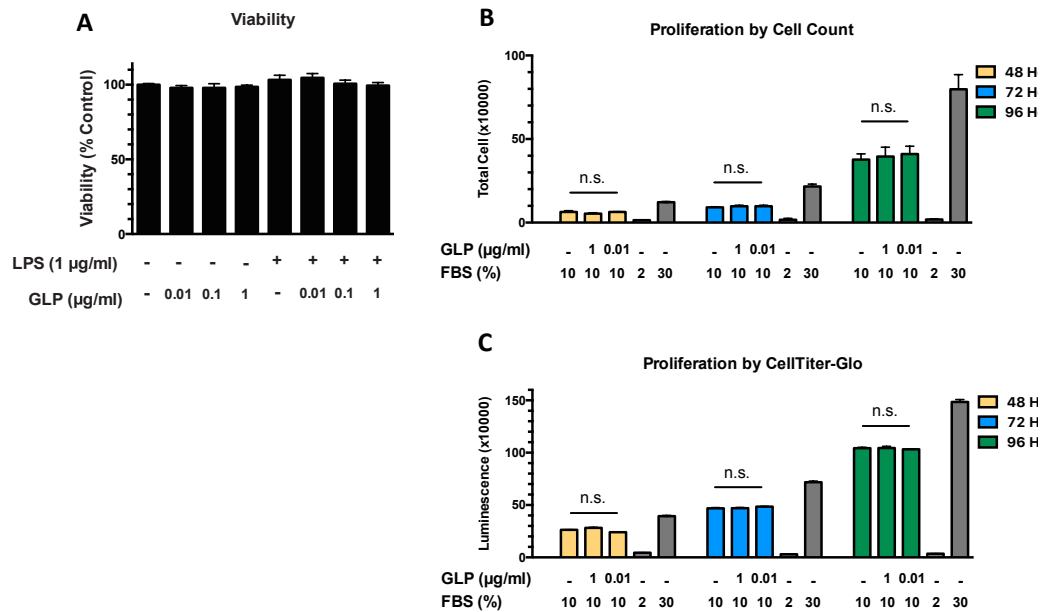 A
Viability
Viability (% Control)
100
50
0
LPS (1 µg/ml) - - - - + + + +
GLP (µg/ml) - 0.01 0.1 1 - 0.01 0.1 1
B
Proliferation by Cell Count
Total Cell (x10000)
100
50
0
n.s.
n.s.
n.s.
48 H
72 H
96 H
GLP (µg/ml) - 1 0.01 - - - 1 0.01 - - - 1 0.01 - -
FBS (%) 10 10 10 2 30 10 10 10 2 30 10 10 10 2 30
C
Proliferation by CellTiter-Glo
Luminescence (x10000)
150
100
50
0
n.s.
n.s.
n.s.
48 H
72 H
96 H
GLP (µg/ml) - 1 0.01 - - - 1 0.01 - - - 1 0.01 - -
FBS (%) 10 10 10 2 30 10 10 10 2 30 10 10 10 2 30